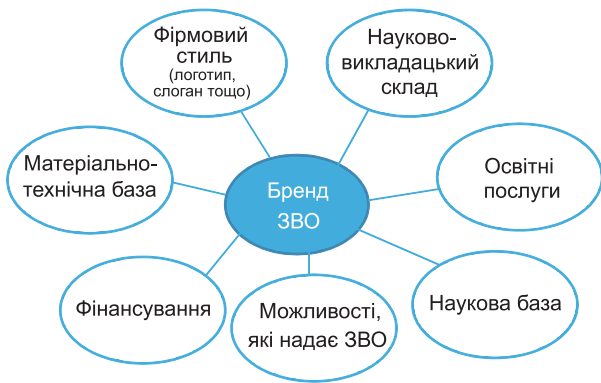 Фірмовий
стиль
(логотип,
слоган тощо)
Науково-
викладацький
склад
Матеріально-
технічна база
Бренд
ЗВО
Освітні
послуги
Фінансування
Можливості,
які надає ЗВО
Наукова база